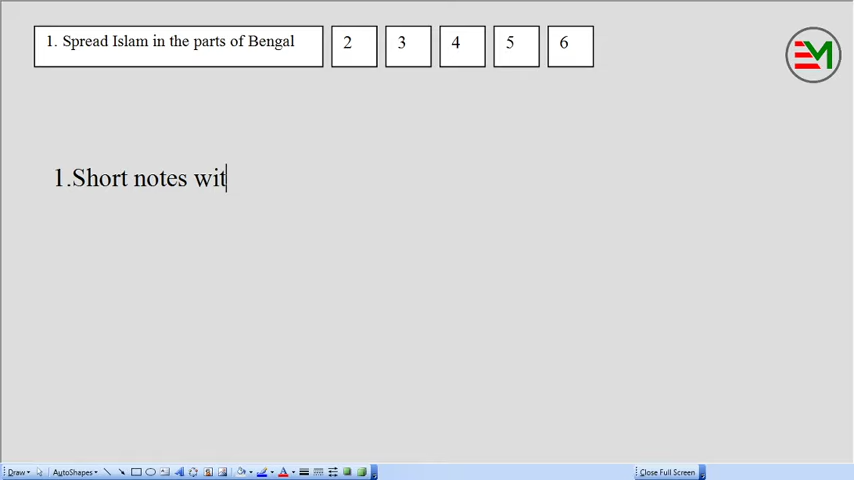 1. Spread Islam in the parts of Bengal 2 3 4 5 6
EM
1.Short notes wit
Draw AutoShapes Close Full Screen